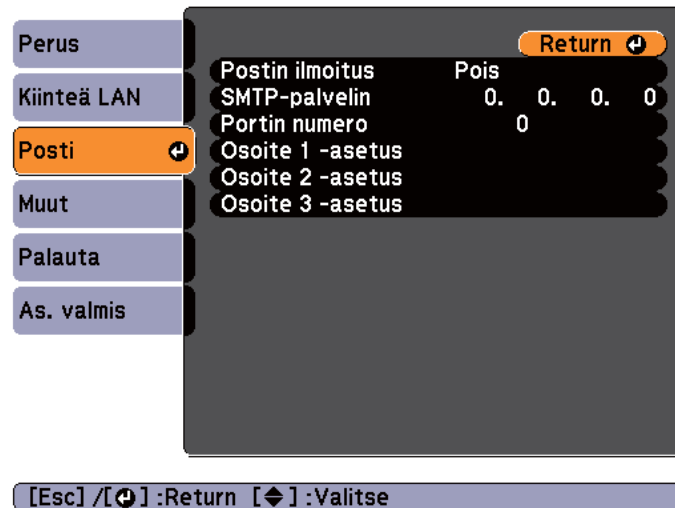 Perus
Kiinteä LAN
Posti
Muut
Palauta
As. valmis
Return
Postin ilmoitus Pois
SMTP-palvelin 0. 0. 0. 0
Portin numero 0
Osoite 1 -asetus
Osoite 2 -asetus
Osoite 3 -asetus
[Esc] /[⏎] :Return [◆] :Valitse